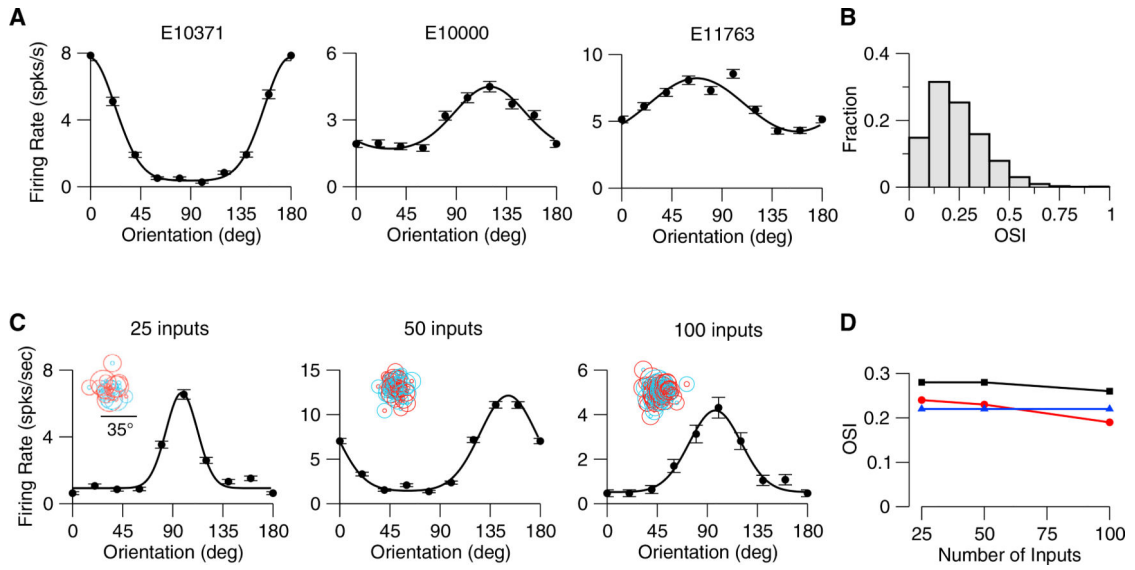 A
E10371
E10000
E11763
B
Firing Rate (spks/s)
8
4
0
0 45 90 135 180
Orientation (deg)
6
3
0
0 45 90 135 180
Orientation (deg)
10
5
0
0 45 90 135 180
Orientation (deg)
Fraction
0.4
0.2
0
0 0.25 0.5 0.75 1
OSI
C
25 inputs
50 inputs
100 inputs
D
Firing Rate (spks/sec)
8
4
0
35°
0 45 90 135 180
Orientation (deg)
15
10
5
0
0 45 90 135 180
Orientation (deg)
6
4
2
0
0 45 90 135 180
Orientation (deg)
OSI
0.3
0.2
0.1
0
25 50 75 100
Number of Inputs